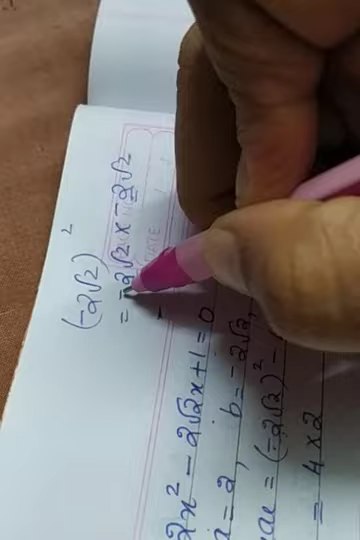 (-2√2)²
= -2√2 × -2√2
DATE
2x² - 2√2x + 1 = 0
a = 2, b = -2√2,
= (-2√2)² -
= 4 × 2